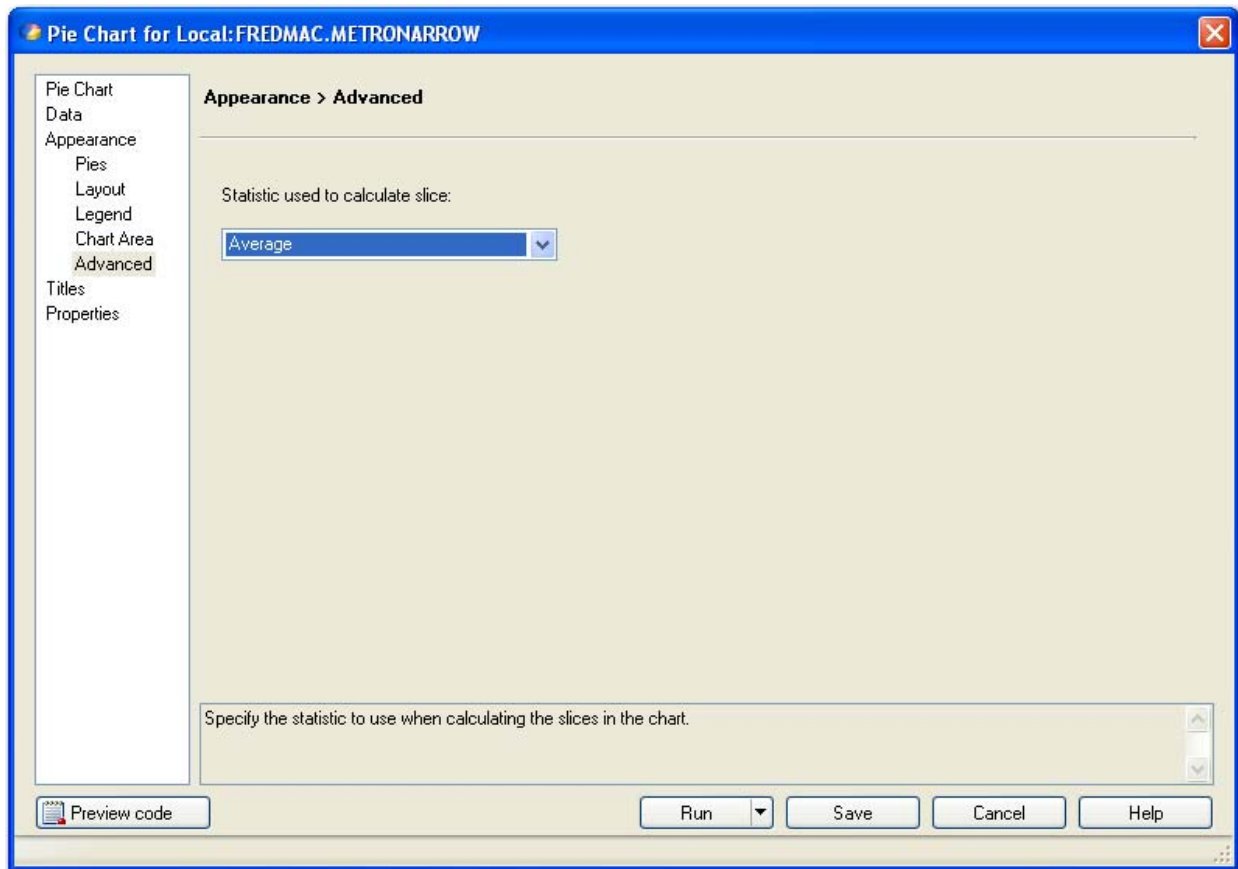 Pie Chart for Local:FREDMAC.METRONARROW
Pie Chart
Data
Appearance
Pies
Layout
Legend
Chart Area
Advanced
Titles
Properties
Appearance > Advanced
Statistic used to calculate slice:
Average
Specify the statistic to use when calculating the slices in the chart.
Preview code
Run
Save
Cancel
Help